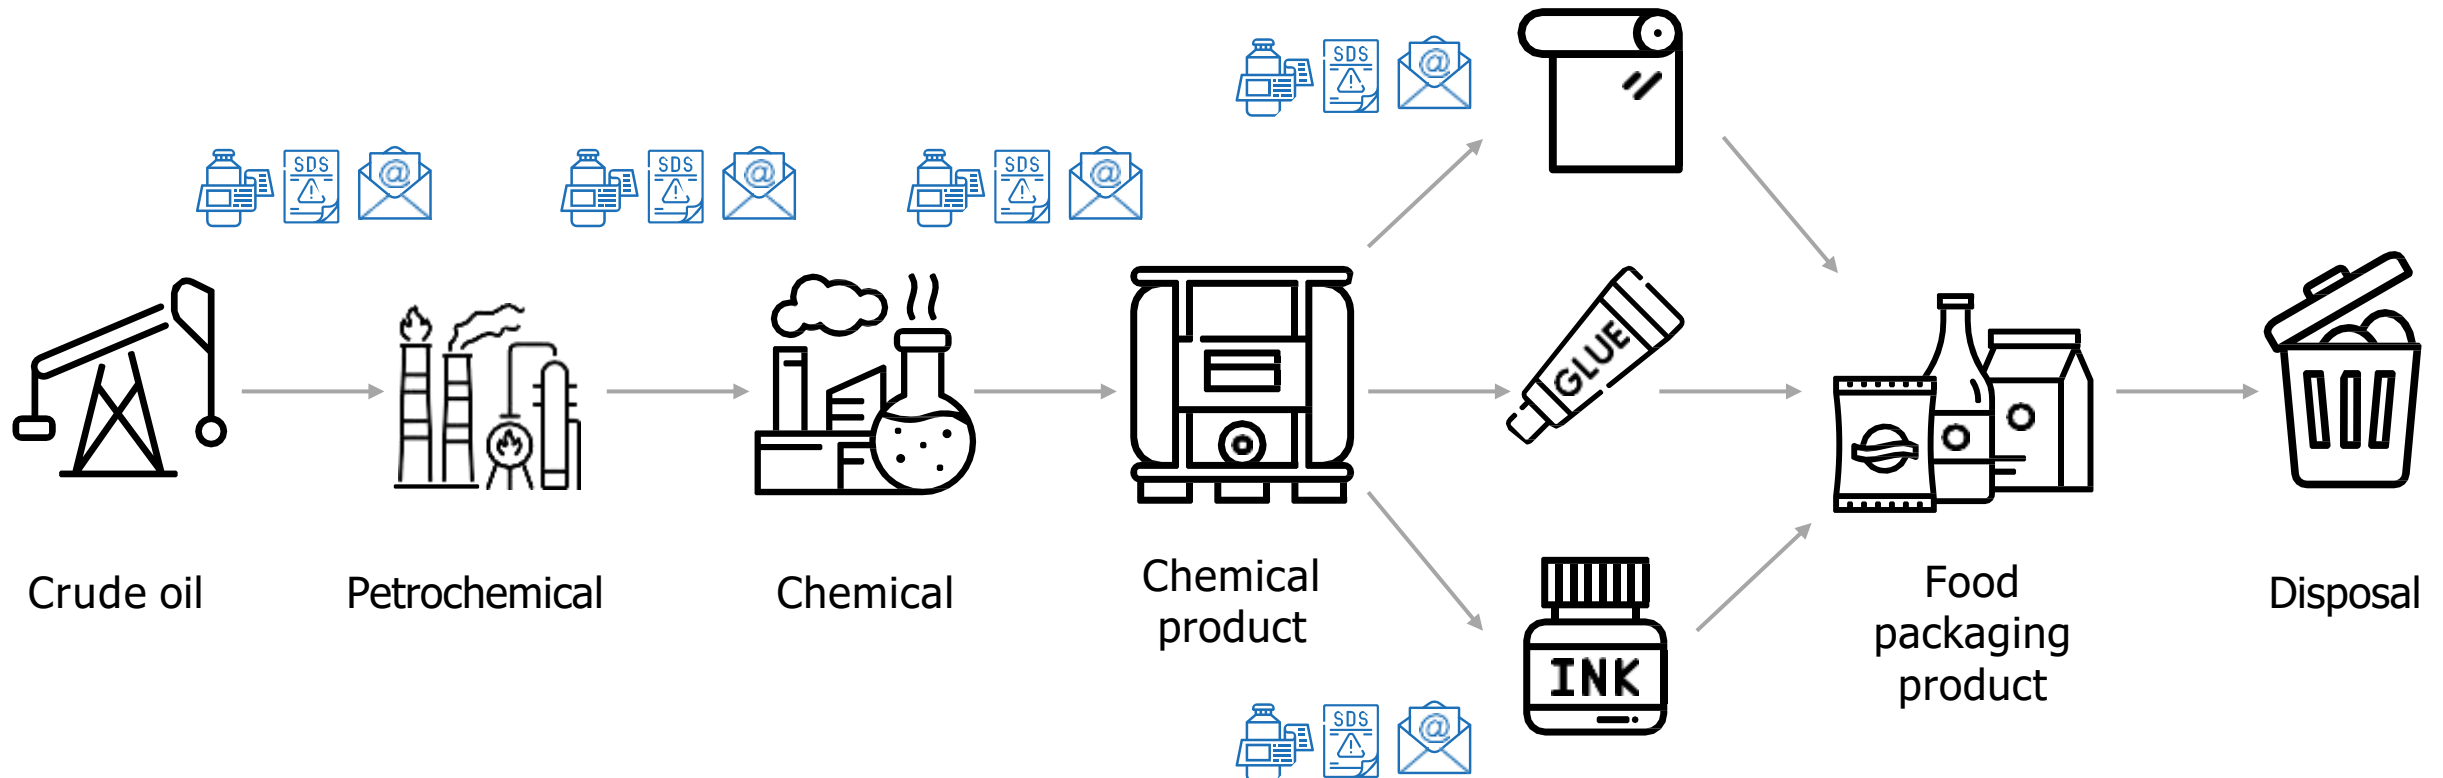 SDS
@
SDS
@
SDS
@
SDS
@
GLUE
INK
SDS
@
Crude oil
Petrochemical
Chemical
Chemical
product
Food
packaging
product
Disposal